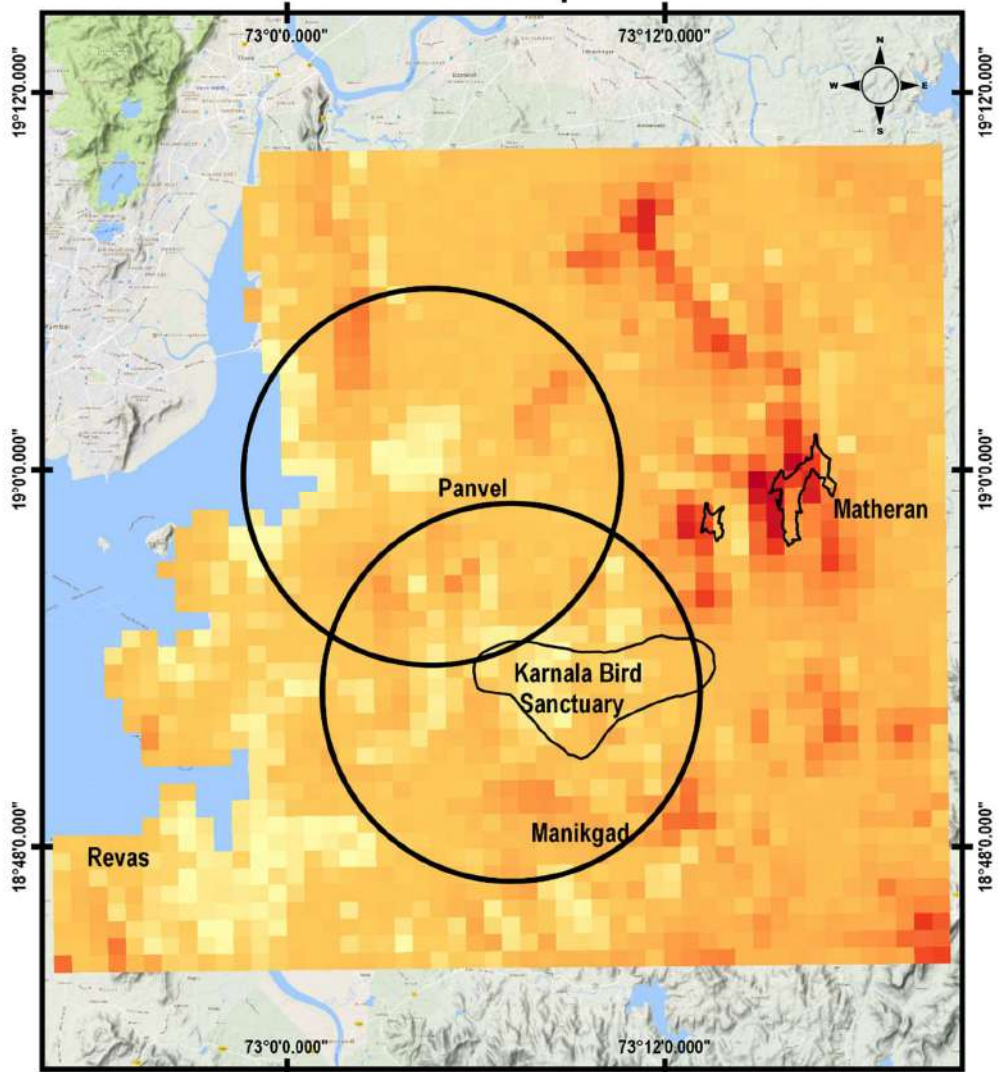 73°0'0.000"
73°12'0.000"
N
W
E
S
19°12'0.000"
19°12'0.000"
19°0'0.000"
19°0'0.000"
Panvel
Matheran
Karnala Bird
Sanctuary
Manikgad
18°48'0.000"
18°48'0.000"
Revas
73°0'0.000"
73°12'0.000"